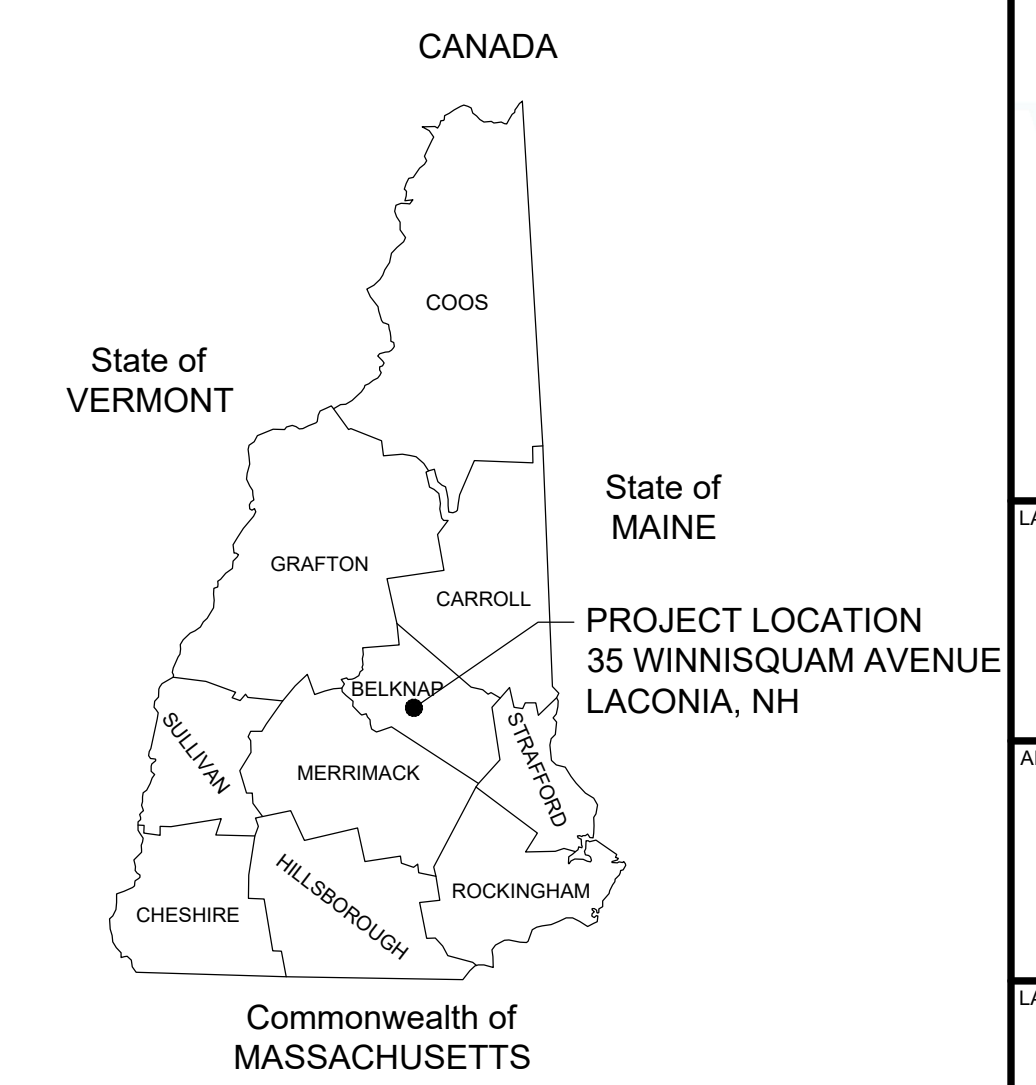 CANADA
COOS
State of
VERMONT
State of
MAINE
GRAFTON
CARROLL
PROJECT LOCATION
35 WINNISQUAM AVENUE
LACONIA, NH
BELKNAP
SULLIVAN
STRAFFORD
MERRIMACK
HILLSBOROUGH
ROCKINGHAM
CHESHIRE
Commonwealth of
MASSACHUSETTS